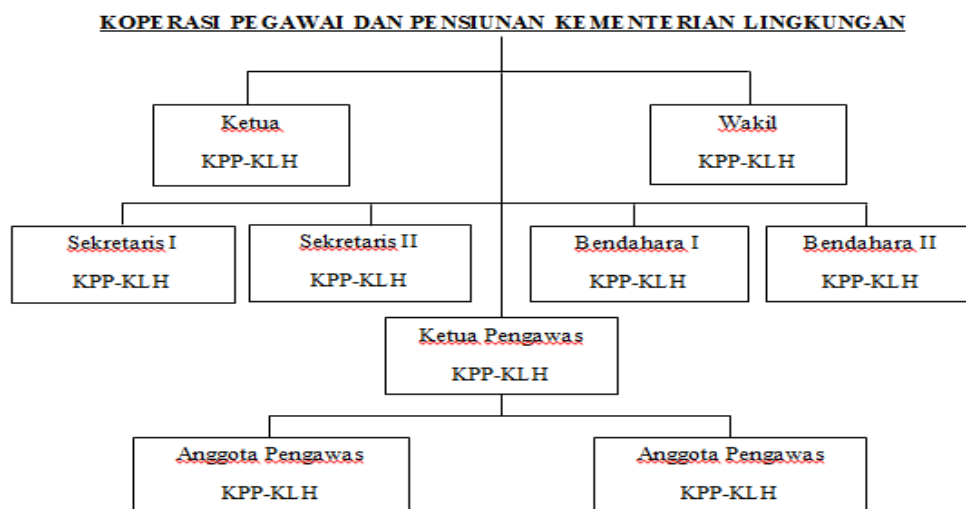 KOPERASI PEGAWAI DAN PENSIUNAN KEMENTERIAN LINGKUNGAN
Ketua
KPP-KLH
Wakil
KPP-KLH
Sekretaris I
KPP-KLH
Sekretaris II
KPP-KLH
Bendahara I
KPP-KLH
Bendahara II
KPP-KLH
Ketua Pengawas
KPP-KLH
Anggota Pengawas
KPP-KLH
Anggota Pengawas
KPP-KLH